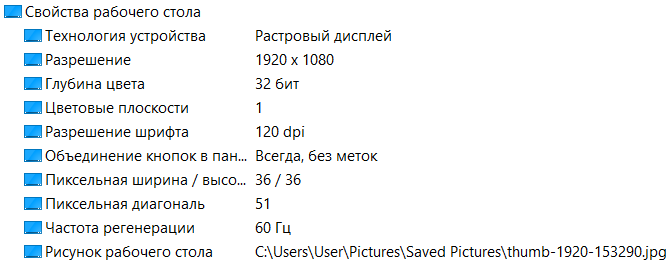 Свойства рабочего стола
Технология устройства Растровый дисплей
Разрешение 1920 x 1080
Глубина цвета 32 бит
Цветовые плоскости 1
Разрешение шрифта 120 dpi
Объединение кнопок в пан... Всегда, без меток
Пиксельная ширина / высо... 36 / 36
Пиксельная диагональ 51
Частота регенерации 60 Гц
Рисунок рабочего стола C:\Users\User\Pictures\Saved Pictures\thumb-1920-153290.jpg